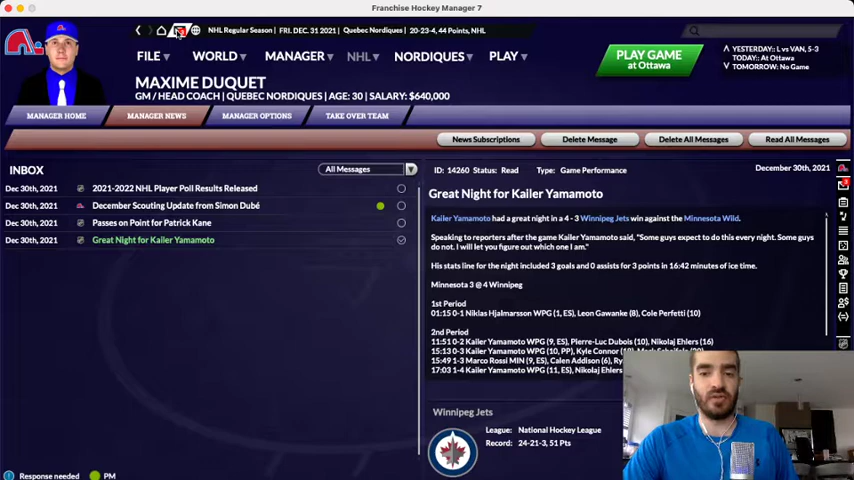 Franchise Hockey Manager 7
NHL Regular Season | FRI. DEC. 31 2021 | Quebec Nordiques | 20-23-4, 44 Points, NHL
FILE WORLD MANAGER NHL NORDIQUES PLAY
PLAY GAME
at Ottawa
YESTERDAY:: L vs VAN, 5-3
TODAY:: At Ottawa
TOMORROW: No Game
MAXIME DUQUET
GM / HEAD COACH | QUEBEC NORDIQUES | AGE: 30 | SALARY: $640,000
MANAGER HOME MANAGER NEWS MANAGER OPTIONS TAKE OVER TEAM
News Subscriptions Delete Message Delete All Messages Read All Messages
INBOX
All Messages
Dec 30th, 2021 2021-2022 NHL Player Poll Results Released
Dec 30th, 2021 December Scouting Update from Simon Dubé
Dec 30th, 2021 Passes on Point for Patrick Kane
Dec 30th, 2021 Great Night for Kailer Yamamoto
Response needed PM
ID: 14260 Status: Read Type: Game Performance December 30th, 2021
Great Night for Kailer Yamamoto
Kailer Yamamoto had a great night in a 4 - 3 Winnipeg Jets win against the Minnesota Wild.
Speaking to reporters after the game Kailer Yamamoto said, "Some guys expect to do this every night. Some guys
do not. I will let you figure out which one I am."
His stats line for the night included 3 goals and 0 assists for 3 points in 16:42 minutes of ice time.
Minnesota 3 @ 4 Winnipeg
1st Period
01:15 0-1 Niklas Hjalmarsson WPG (1, ES), Leon Gawanke (8), Cole Perfetti (10)
2nd Period
11:51 0-2 Kailer Yamamoto WPG (9, ES), Pierre-Luc Dubois (10), Nikolaj Ehlers (16)
15:13 0-3 Kailer Yamamoto WPG (10, PP), Kyle Connor
15:49 1-3 Marco Rossi MIN (9, ES), Calen Addison (6),
17:03 1-4 Kailer Yamamoto WPG (11, ES), Nikolaj Ehlers
Winnipeg Jets
League: National Hockey League
Record: 24-21-3, 51 Pts